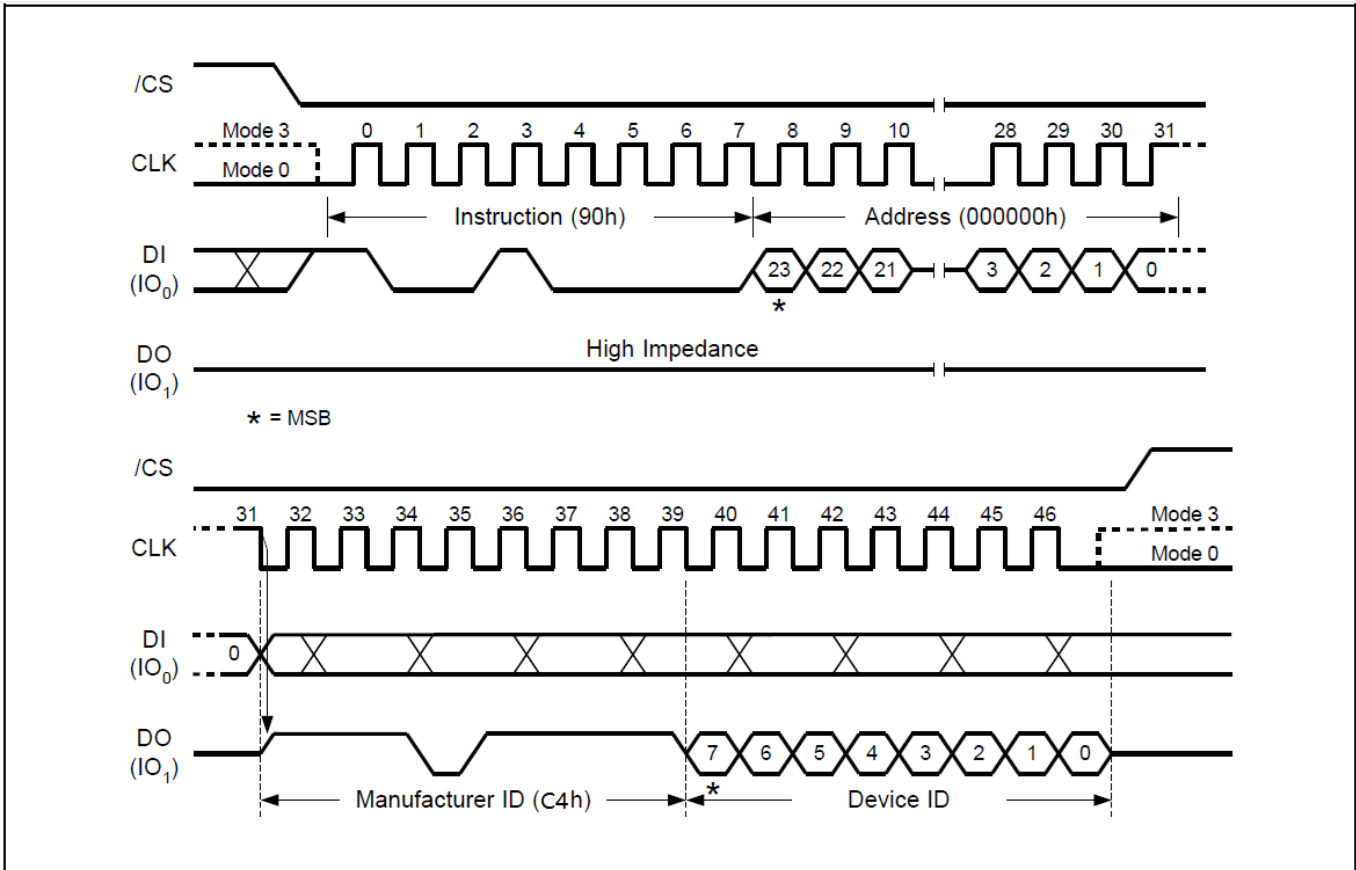 /CS
Mode 3 0 1 2 3 4 5 6 7 8 9 10 28 29 30 31
CLK
Mode 0
Instruction (90h) Address (000000h)
DI
(IO₀)
23 22 21 3 2 1 0
*
High Impedance
DO
(IO₁)
* = MSB
/CS
31 32 33 34 35 36 37 38 39 40 41 42 43 44 45 46 Mode 3
CLK
Mode 0
DI
(IO₀)
0
DO
(IO₁)
7 6 5 4 3 2 1 0
*
Manufacturer ID (C4h) Device ID